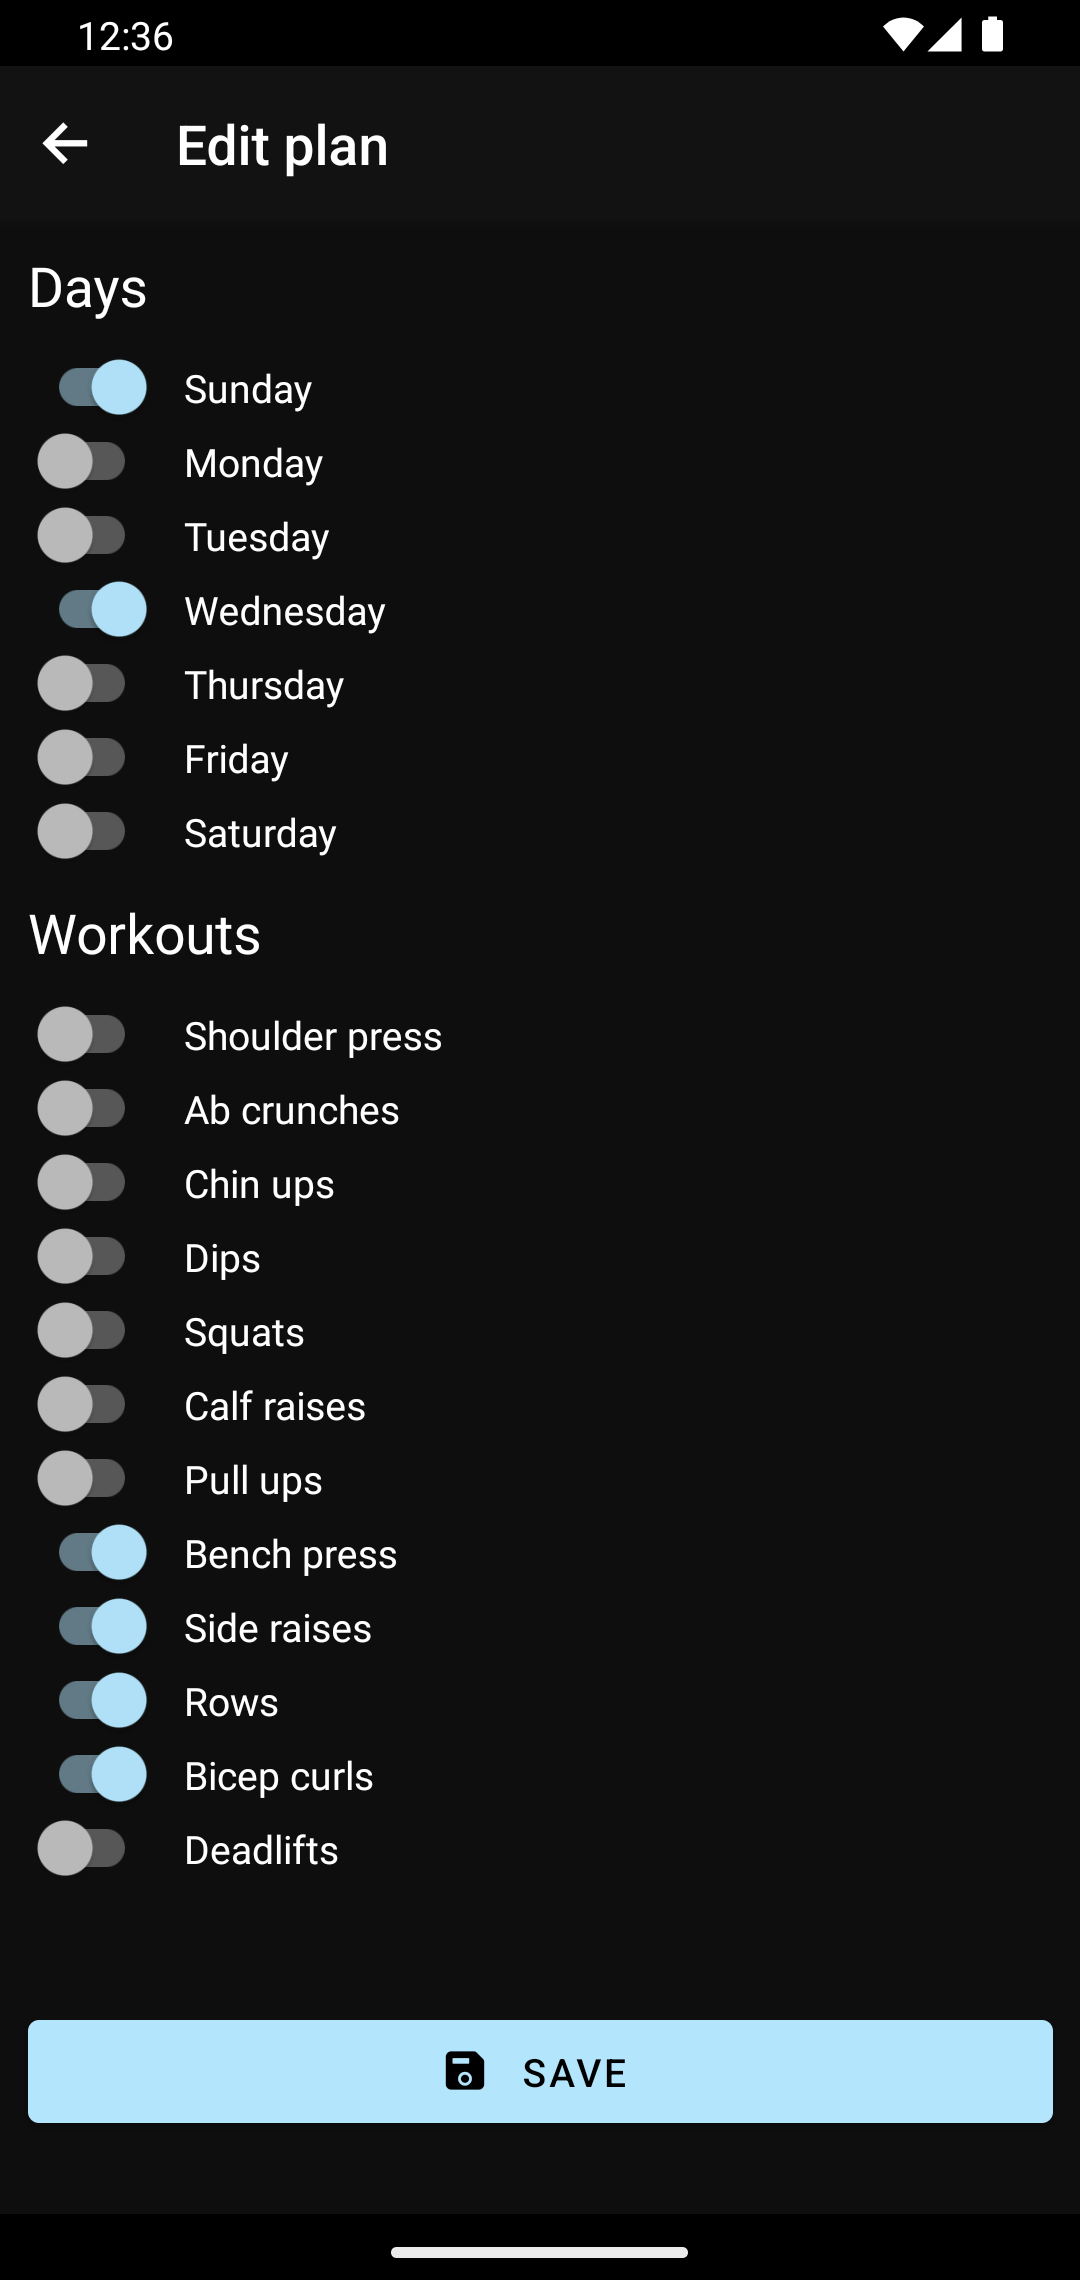 12:36
Edit plan
Days
Sunday
Monday
Tuesday
Wednesday
Thursday
Friday
Saturday
Workouts
Shoulder press
Ab crunches
Chin ups
Dips
Squats
Calf raises
Pull ups
Bench press
Side raises
Rows
Bicep curls
Deadlifts
SAVE